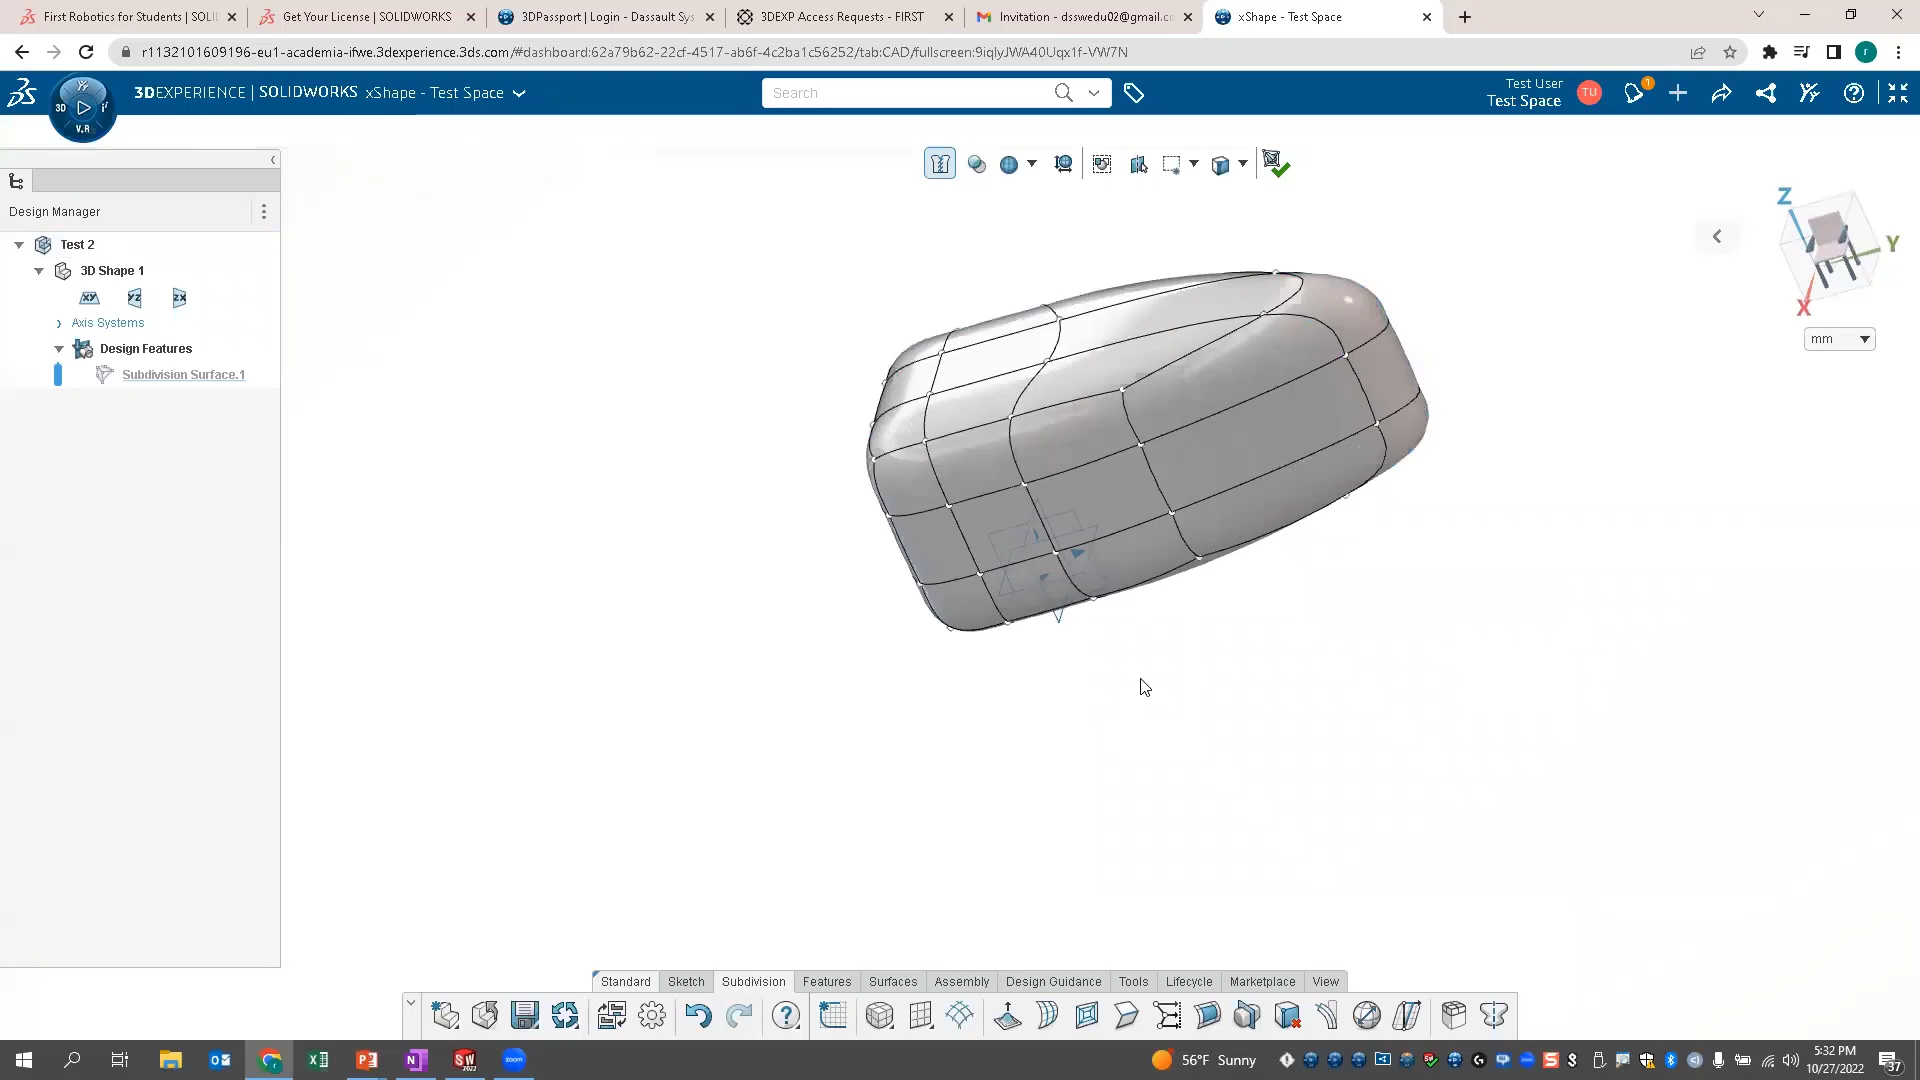 First Robotics for Students | SOLI
Get Your License | SOLIDWORKS
3DPassport | Login - Dassault Sys
3DEXP Access Requests - FIRST
Invitation - dsswedu02@gmail.co
xShape - Test Space
r1132101609196-eu1-academia-ifwe.3dexperience.3ds.com/#dashboard:62a79b62-22cf-4517-ab6f-4c2ba1c56252/tab:CAD/fullscreen:9iqlyJWA40Uqx1f-VW7N
r
3D
V.R
3DEXPERIENCE | SOLIDWORKS xShape - Test Space
Search
Test User
Test Space
TU
1
Design Manager
Test 2
3D Shape 1
XY
YZ
ZX
Axis Systems
Design Features
Subdivision Surface.1
Z
Y
X
mm
Standard
Sketch
Subdivision
Features
Surfaces
Assembly
Design Guidance
Tools
Lifecycle
Marketplace
View
56°F Sunny
5:32 PM
10/27/2022
37